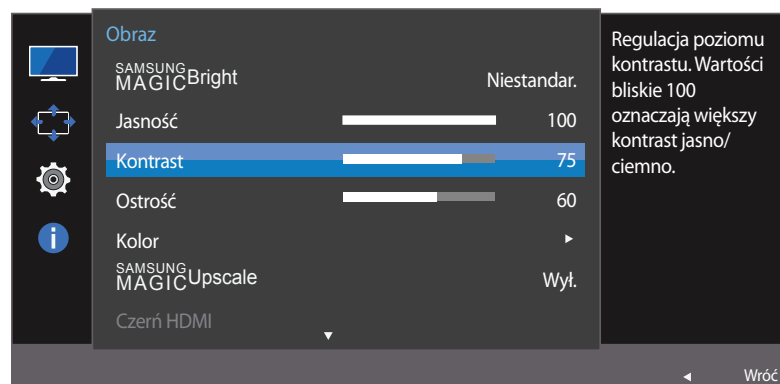 Obraz
SAMSUNG
MAGICBright Niestandar.
Jasność 100
Kontrast 75
Ostrość 60
Kolor
SAMSUNG
MAGICUpscale Wył.
Czerń HDMI
Regulacja poziomu
kontrastu. Wartości
bliskie 100
oznaczają większy
kontrast jasno/
ciemno.
Wróć